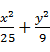 x²/25 + y²/9